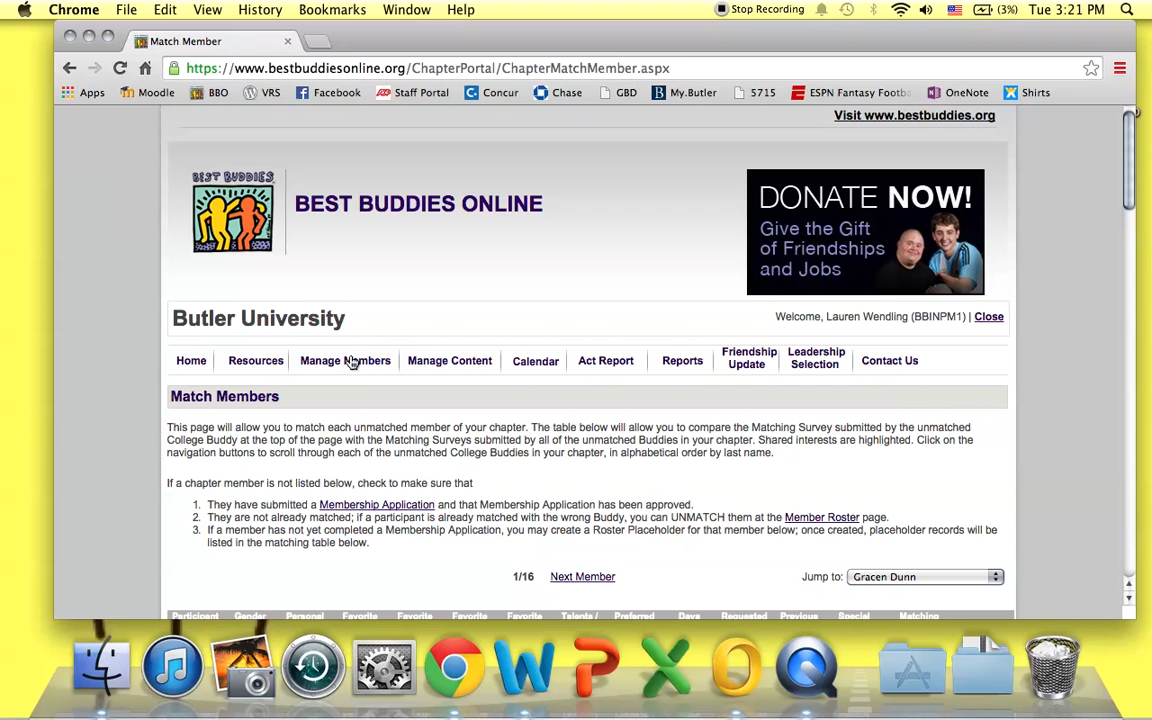 Chrome File Edit View History Bookmarks Window Help Stop Recording (3%) Tue 3:21 PM
Match Member
https://www.bestbuddiesonline.org/ChapterPortal/ChapterMatchMember.aspx
Apps Moodle BBO VRS Facebook Staff Portal Concur Chase GBD My.Butler 5715 ESPN Fantasy Footba OneNote Shirts
Visit www.bestbuddies.org
BEST BUDDIES
BEST BUDDIES ONLINE
DONATE NOW!
Give the Gift
of Friendships
and Jobs
Butler University
Welcome, Lauren Wendling (BBINPM1) | Close
Home Resources Manage Members Manage Content Calendar Act Report Reports Friendship Update Leadership Selection Contact Us
Match Members
This page will allow you to match each unmatched member of your chapter. The table below will allow you to compare the Matching Survey submitted by the unmatched
College Buddy at the top of the page with the Matching Surveys submitted by all of the unmatched Buddies in your chapter. Shared interests are highlighted. Click on the
navigation buttons to scroll through each of the unmatched College Buddies in your chapter, in alphabetical order by last name.
If a chapter member is not listed below, check to make sure that
1. They have submitted a Membership Application and that Membership Application has been approved.
2. They are not already matched; if a participant is already matched with the wrong Buddy, you can UNMATCH them at the Member Roster page.
3. If a member has not yet completed a Membership Application, you may create a Roster Placeholder for that member below; once created, placeholder records will be
listed in the matching table below.
1/16 Next Member Jump to: Gracen Dunn
Participant Gender Personal Favorite Favorite Favorite Favorite Talents / Preferred Days Requested Previous Special Matching